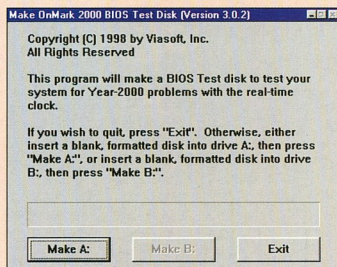 Make OnMark 2000 BIOS Test Disk (Version 3.0.2)
Copyright (C) 1998 by Viasoft, Inc.
All Rights Reserved
This program will make a BIOS Test disk to test your
system for Year-2000 problems with the real-time
clock.
If you wish to quit, press "Exit". Otherwise, either
insert a blank, formatted disk into drive A:, then press
"Make A:", or insert a blank, formatted disk into drive
B:, then press "Make B:".
Make A:
Make B:
Exit